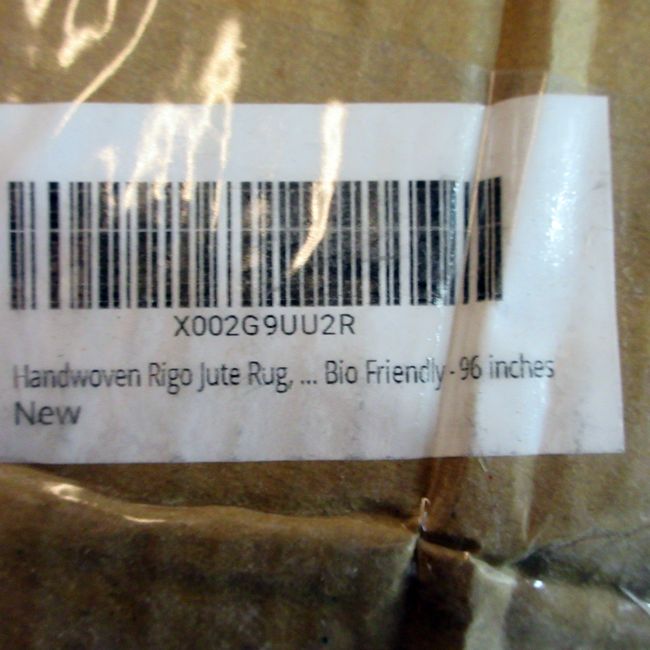 X002G9UU2R
Handwoven Rigo Jute Rug, ... Bio Friendly - 96 inches
New